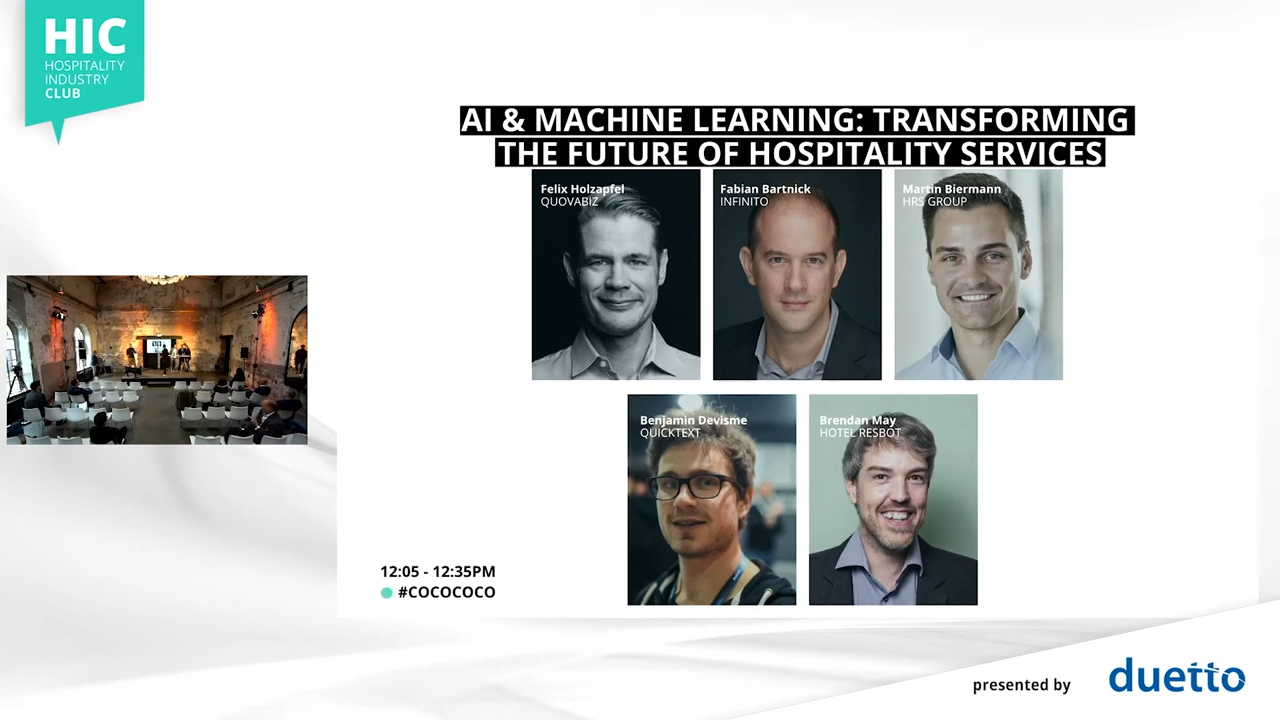 HIC
HOSPITALITY
INDUSTRY
CLUB
AI & MACHINE LEARNING: TRANSFORMING
THE FUTURE OF HOSPITALITY SERVICES
Felix Holzapfel
QUOVABIZ
Fabian Bartnick
INFINITO
Martin Biermann
HRS GROUP
Benjamin Devisme
QUICKTEXT
Brendan May
HOTEL RESBOT
12:05 - 12:35PM
#COCOCOCO
presented by
duetto